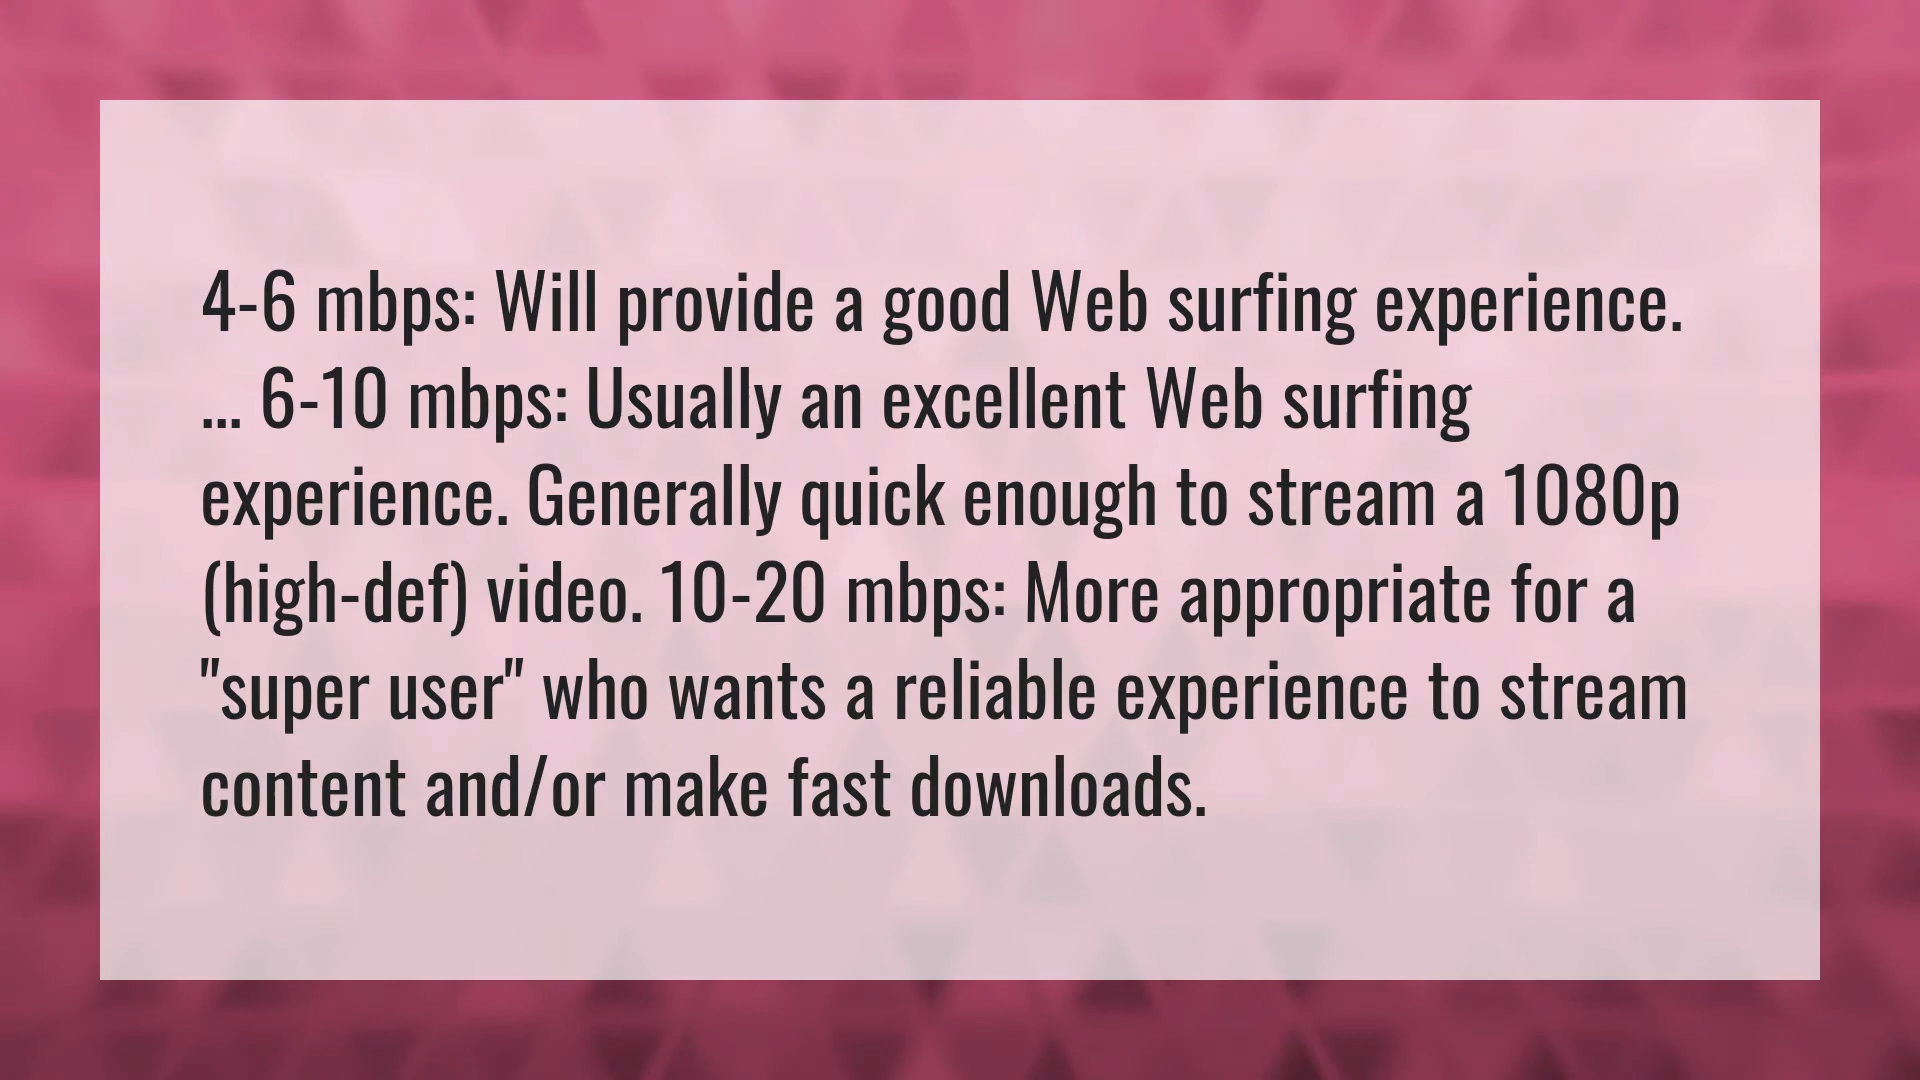 4-6 mbps: Will provide a good Web surfing experience.
... 6-10 mbps: Usually an excellent Web surfing
experience. Generally quick enough to stream a 1080p
(high-def) video. 10-20 mbps: More appropriate for a
"super user" who wants a reliable experience to stream
content and/or make fast downloads.